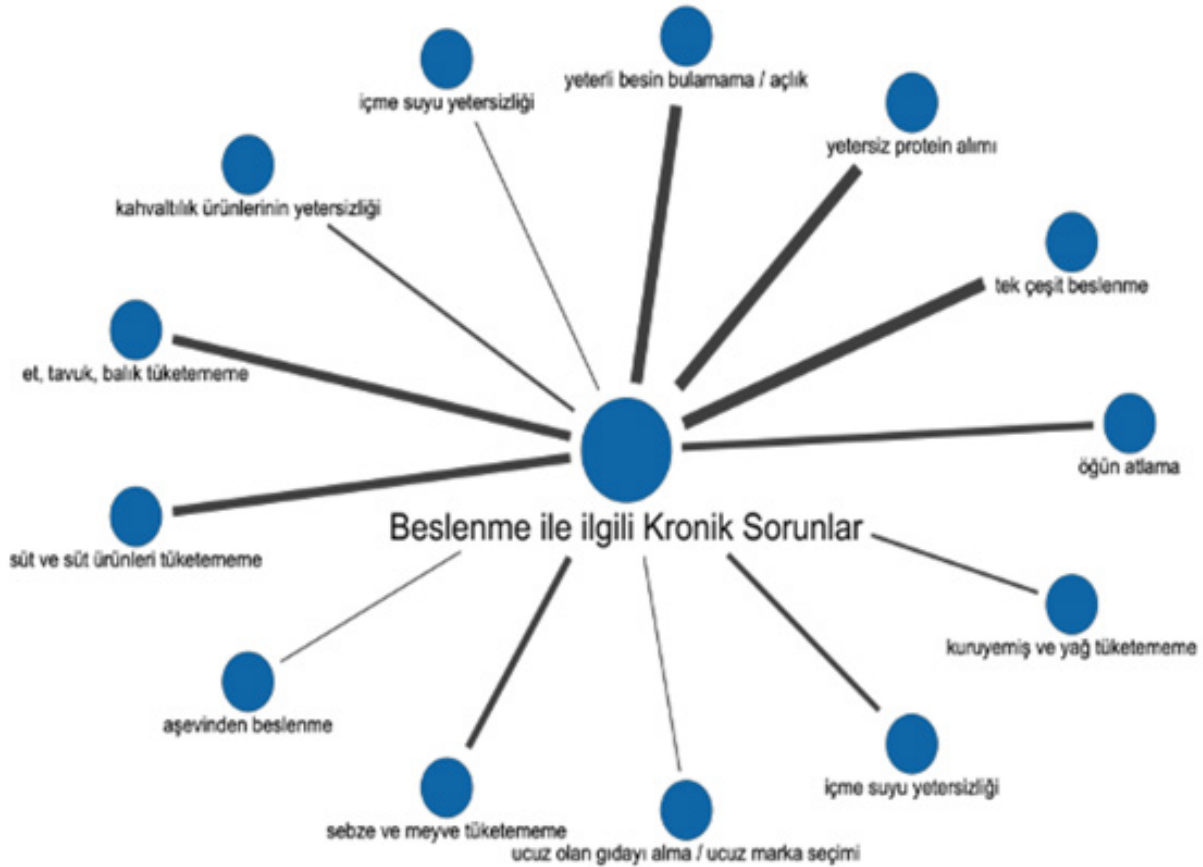 yeterli besin bulamama / açlık
içme suyu yetersizliği
yetersiz protein alımı
kahvaltılık ürünlerinin yetersizliği
tek çeşit beslenme
et, tavuk, balık tüketememe
öğün atlama
Beslenme ile ilgili Kronik Sorunlar
süt ve süt ürünleri tüketememe
kuruyemiş ve yağ tüketememe
aşevinden beslenme
içme suyu yetersizliği
sebze ve meyve tüketememe
ucuz olan gıdayı alma / ucuz marka seçimi